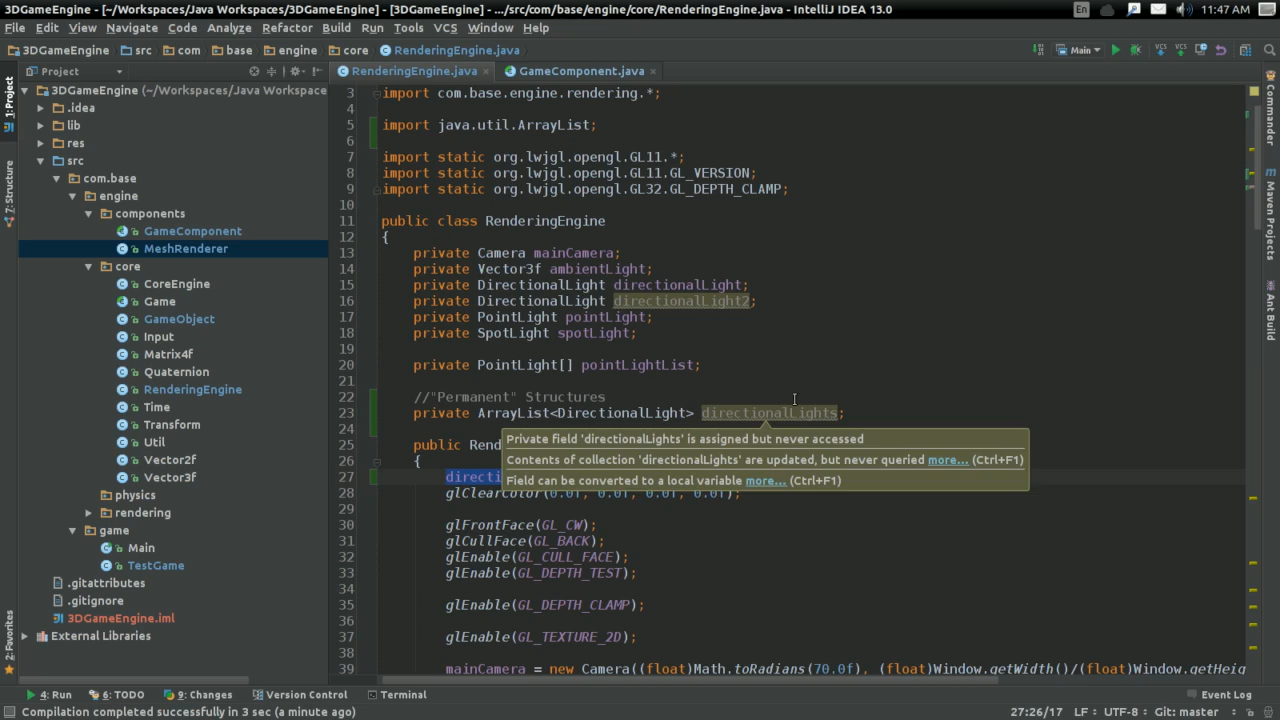 3DGameEngine - [~/Workspaces/Java Workspace/3DGameEngine] - [3DGameEngine] - .../src/com/base/engine/core/RenderingEngine.java - IntelliJ IDEA 13.0
En
11:47 AM
File Edit View Navigate Code Analyze Refactor Build Run Tools VCS Window Help
3DGameEngine src com base engine core RenderingEngine.java
Main
VCS VCS
Project
RenderingEngine.java GameComponent.java
1: Project
7: Structure
2: Favorites
3DGameEngine (~/Workspaces/Java Workspace
.idea
lib
res
src
com.base
engine
components
GameComponent
MeshRenderer
core
CoreEngine
Game
GameObject
Input
Matrix4f
Quaternion
RenderingEngine
Time
Transform
Util
Vector2f
Vector3f
physics
rendering
game
Main
TestGame
.gitattributes
.gitignore
3DGameEngine.iml
External Libraries
3 import com.base.engine.rendering.*;
4
5 import java.util.ArrayList;
6
7 import static org.lwjgl.opengl.GL11.*;
8 import static org.lwjgl.opengl.GL11.GL_VERSION;
9 import static org.lwjgl.opengl.GL32.GL_DEPTH_CLAMP;
10
11 public class RenderingEngine
12 {
13 private Camera mainCamera;
14 private Vector3f ambientLight;
15 private DirectionalLight directionalLight;
16 private DirectionalLight directionalLight2;
17 private PointLight pointLight;
18 private SpotLight spotLight;
19
20 private PointLight[] pointLightList;
21
22 //"Permanent" Structures
23 private ArrayList<DirectionalLight> directionalLights;
24
25 public Rend
26 {
27 directi
28 glClearColor(0.0f, 0.0f, 0.0f, 0.0f);
29
30 glFrontFace(GL_CW);
31 glCullFace(GL_BACK);
32 glEnable(GL_CULL_FACE);
33 glEnable(GL_DEPTH_TEST);
34
35 glEnable(GL_DEPTH_CLAMP);
36
37 glEnable(GL_TEXTURE_2D);
38
39 mainCamera = new Camera((float)Math.toRadians(70.0f), (float)Window.getWidth()/(float)Window.getHeig
Private field 'directionalLights' is assigned but never accessed
Contents of collection 'directionalLights' are updated, but never queried more... (Ctrl+F1)
Field can be converted to a local variable more... (Ctrl+F1)
Commander
Maven Projects
Ant Build
4: Run 6: TODO 9: Changes Version Control Terminal Event Log
Compilation completed successfully in 3 sec (a minute ago) 27:26/17 LF UTF-8 Git: master